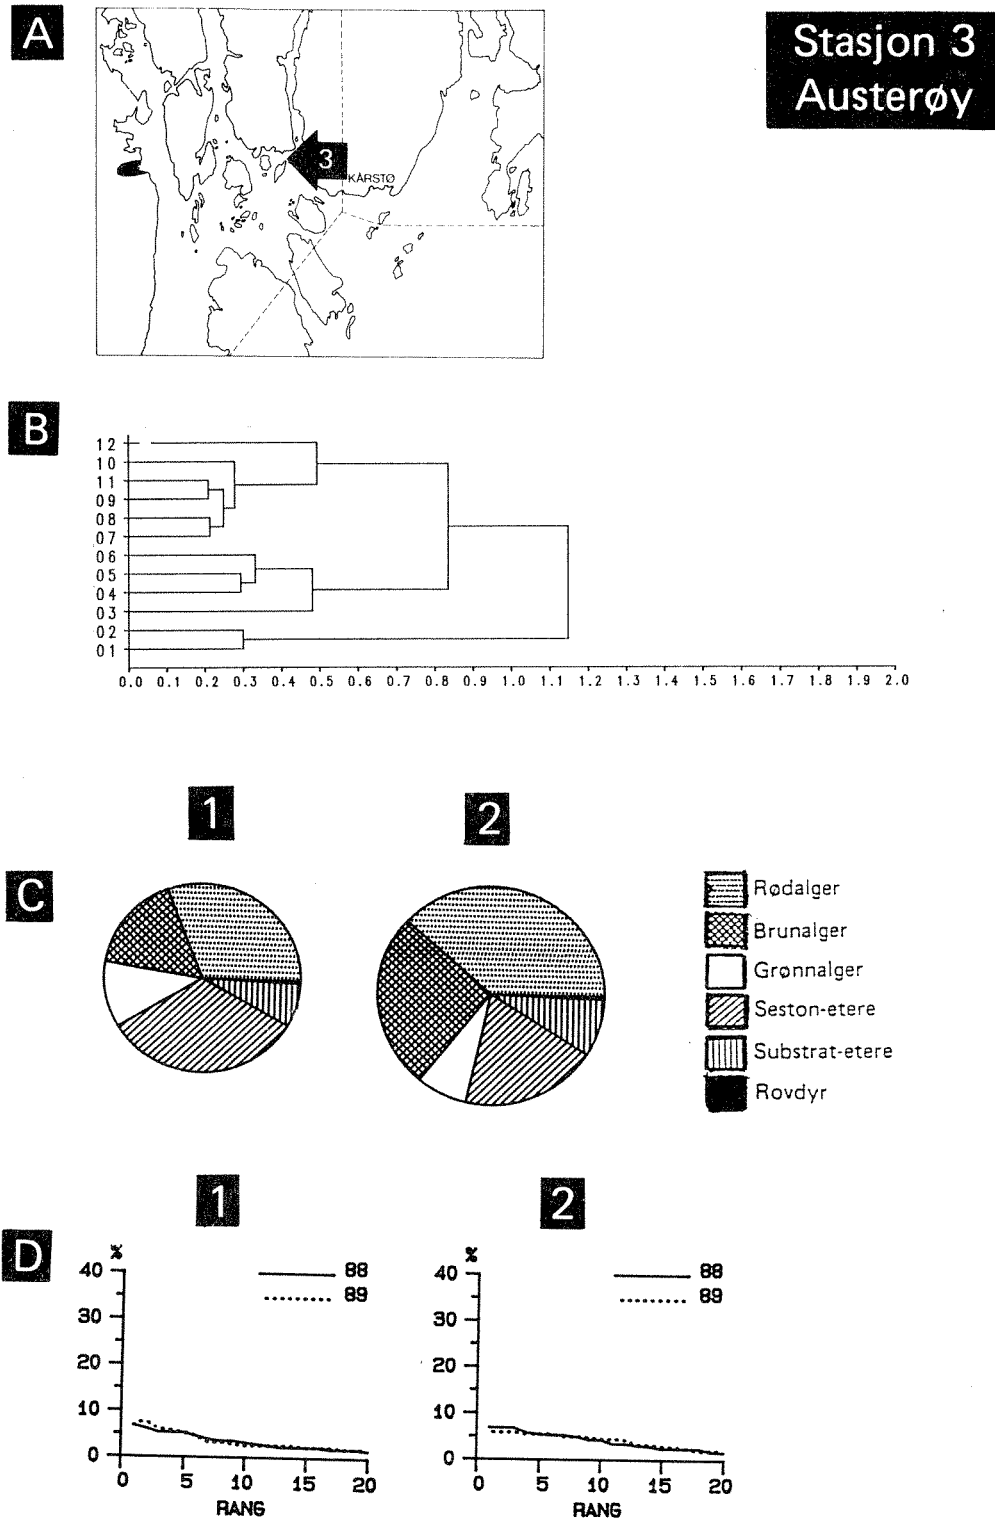 A
Stasjon 3
Austerøy
3
KÅRSTØ
B
12
10
11
09
08
07
06
05
04
03
02
01
0.0 0.1 0.2 0.3 0.4 0.5 0.6 0.7 0.8 0.9 1.0 1.1 1.2 1.3 1.4 1.5 1.6 1.7 1.8 1.9 2.0
1 2
C
Rødalger
Brunalger
Grønnalger
Seston-etere
Substrat-etere
Rovdyr
1 2
D
%
40
30
20
10
0
88
89
0 5 10 15 20
RANG
%
40
30
20
10
0
88
89
0 5 10 15 20
RANG